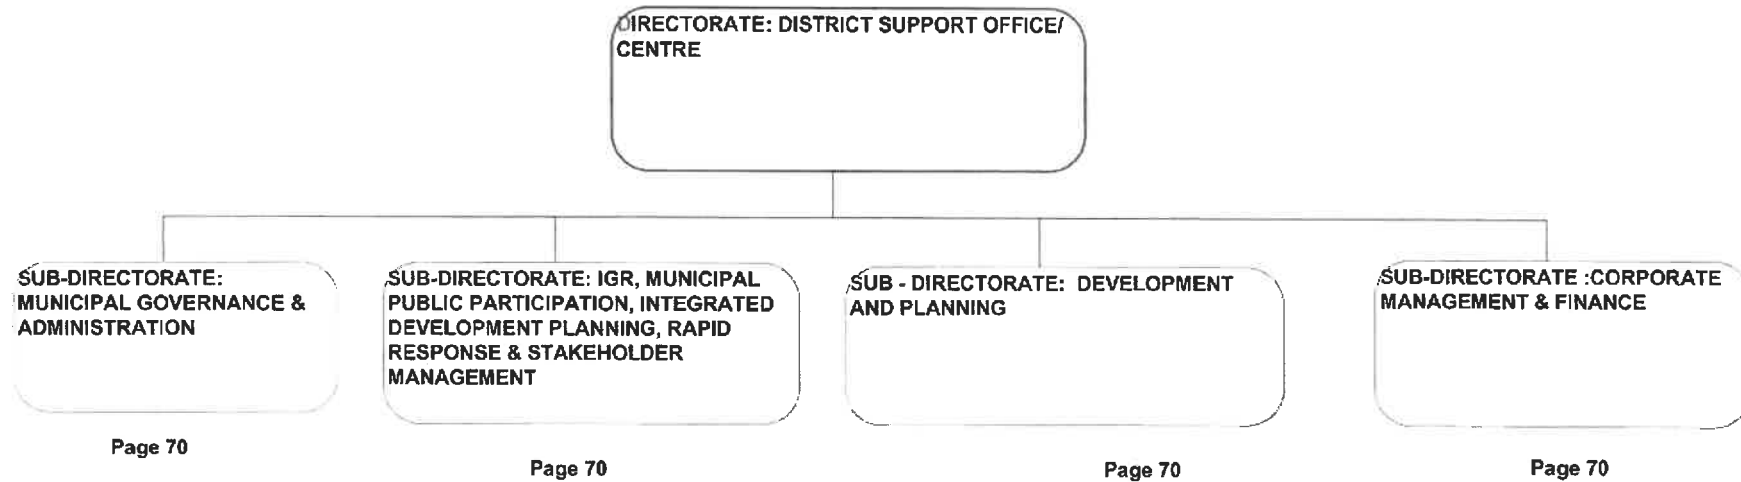 DIRECTORATE: DISTRICT SUPPORT OFFICE/
CENTRE
SUB-DIRECTORATE:
MUNICIPAL GOVERNANCE &
ADMINISTRATION
SUB-DIRECTORATE: IGR, MUNICIPAL
PUBLIC PARTICIPATION, INTEGRATED
DEVELOPMENT PLANNING, RAPID
RESPONSE & STAKEHOLDER
MANAGEMENT
SUB - DIRECTORATE: DEVELOPMENT
AND PLANNING
SUB-DIRECTORATE :CORPORATE
MANAGEMENT & FINANCE
Page 70
Page 70
Page 70
Page 70